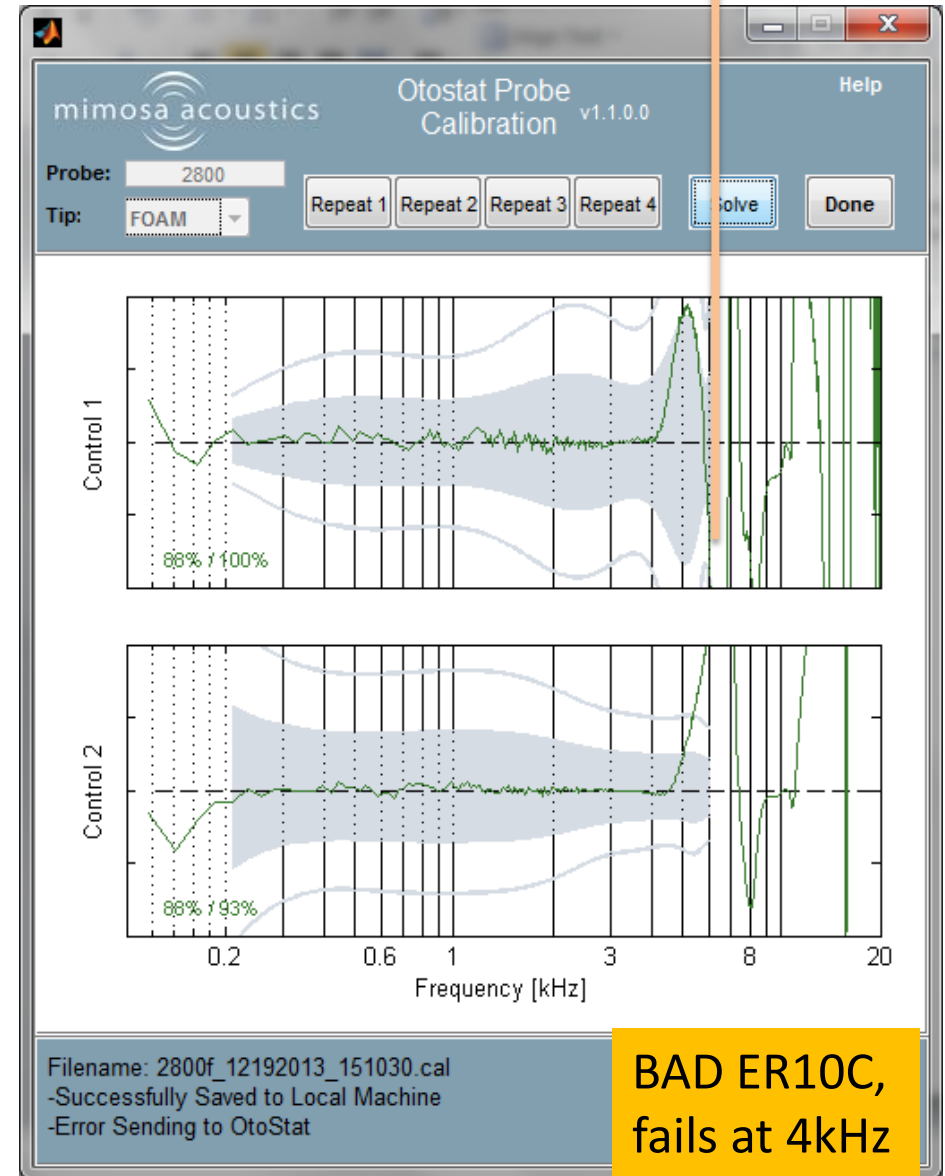 mimosa acoustics
Otostat Probe
Calibration v1.1.0.0
Help
Probe: 2800
Tip: FOAM
Repeat 1 Repeat 2 Repeat 3 Repeat 4 Solve Done
Control 1
88% / 100%
Control 2
88% / 93%
0.2 0.6 1 3 8 20
Frequency [kHz]
Filename: 2800f_12192013_151030.cal
-Successfully Saved to Local Machine
-Error Sending to OtoStat
BAD ER10C,
fails at 4kHz